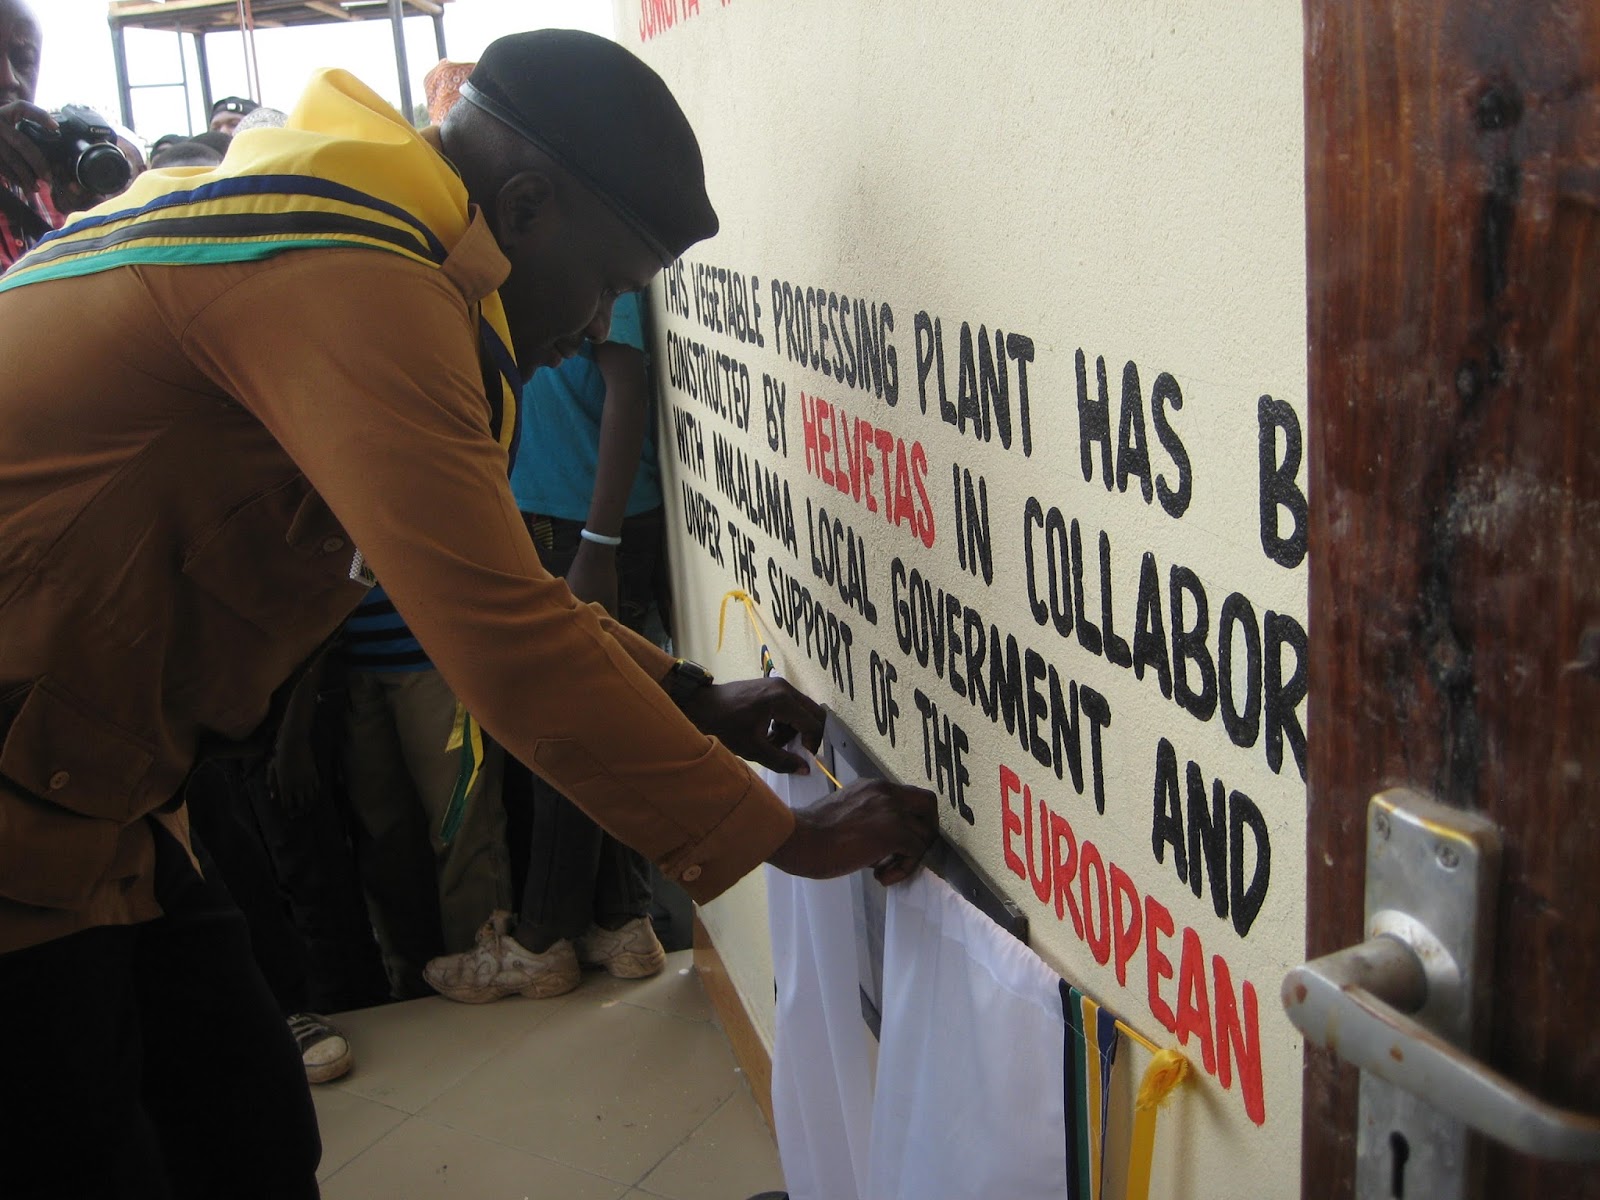 THIS VEGETABLE PROCESSING PLANT HAS B
CONSTRUCTED BY HELVETAS IN COLLABOR
WITH MKALAMA LOCAL GOVERMENT AND
UNDER THE SUPPORT OF THE EUROPEAN
Canon